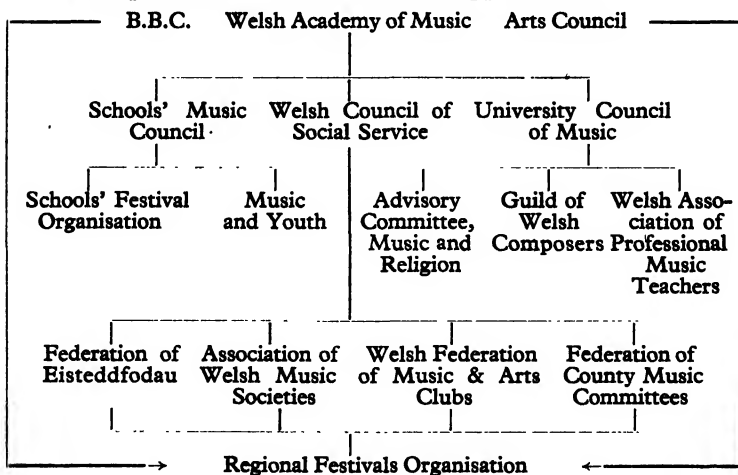 B.B.C. Welsh Academy of Music Arts Council
Schools' Music Council
Welsh Council of Social Service
University Council of Music
Schools' Festival Organisation
Music and Youth
Advisory Committee, Music and Religion
Guild of Welsh Composers
Welsh Asso-
ciation of
Professional
Music
Teachers
Federation of Eisteddfodau
Association of Welsh Music Societies
Welsh Federation of Music & Arts Clubs
Federation of County Music Committees
Regional Festivals Organisation